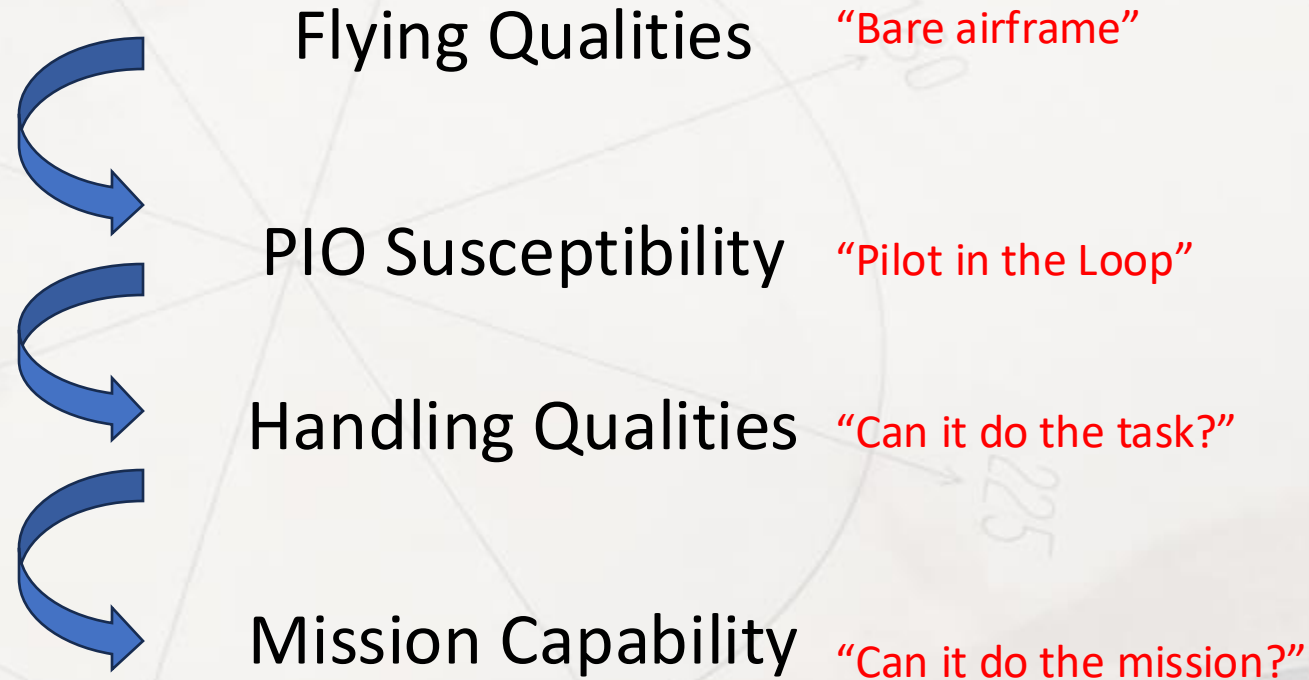 Flying Qualities “Bare airframe”
PIO Susceptibility “Pilot in the Loop”
Handling Qualities “Can it do the task?”
225
Mission Capability “Can it do the mission?”